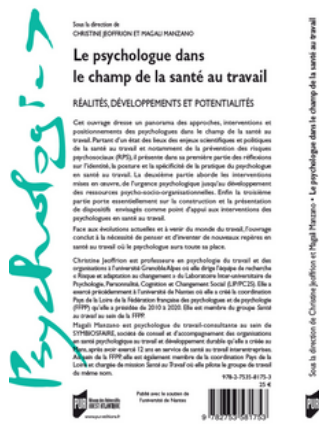 Sous la direction de
CHRISTINE JEOFFRION ET MAGALI MANZANO
Le psychologue dans
le champ de la santé au travail
RÉALITÉS, DÉVELOPPEMENTS ET POTENTIALITÉS
Cet ouvrage dresse un panorama des approches, interventions et
positionnements des psychologues dans le champ de la santé au
travail. Partant d'un état des lieux des enjeux scientifiques et politiques
de la santé au travail et notamment de la prévention des risques
psychosociaux (RPS), il présente dans sa première partie des réflexions
sur l'identité, la posture et la spécificité de la pratique du psychologue
en santé au travail. La deuxième partie aborde les interventions
mises en œuvre, de l'urgence psychologique jusqu'au développement
des ressources psycho-socio-organisationnelles. Enfin la troisième
partie porte essentiellement sur la construction et la présentation
de dispositifs envisagés comme point d'appui aux interventions des
psychologues en santé au travail.
Face aux évolutions actuelles et à venir du monde du travail, l'ouvrage
conclut à la nécessité de penser et d'inventer de nouveaux repères en
santé au travail où le psychologue aura toute sa place.
Christine Jeoffrion est professeure en psychologie du travail et des
organisations à l'université Grenoble Alpes où elle dirige l'équipe de recherche
« Risque et adaptation au changement » du Laboratoire Inter-universitaire de
Psychologie, Personnalité, Cognition et Changement Social (LIP/PC2S). Elle a
exercé précédemment à l'université de Nantes où elle a créé la coordination
Pays de la Loire de la Fédération française des psychologues et de psychologie
(FFPP) qu'elle a présidée de 2010 à 2020. Elle est membre du groupe Santé
au travail au sein de la FFPP.
Magali Manzano est psychologue du travail-consultante au sein de
SYMBIOSFAIRE, société de conseil et d'accompagnement des organisations
en santé psychologique au travail et développement durable qu'elle a créée au
Mans, après avoir exercé 12 ans en service de santé au travail interentreprises.
Au sein de la FFPP, elle est également membre de la coordination Pays de la
Loire et chargée de mission Santé au Travail où elle pilote le groupe de travail
du même nom.
Psychologies
978-2-7535-8175-3
25 €
9 782753 581753
PUR
www.pur-editions.fr
Publié avec le soutien de
l'université de Nantes
Sous la direction de Christine Jeoffrion et Magali Manzano • Le psychologue dans le champ de la santé au travail
PUR